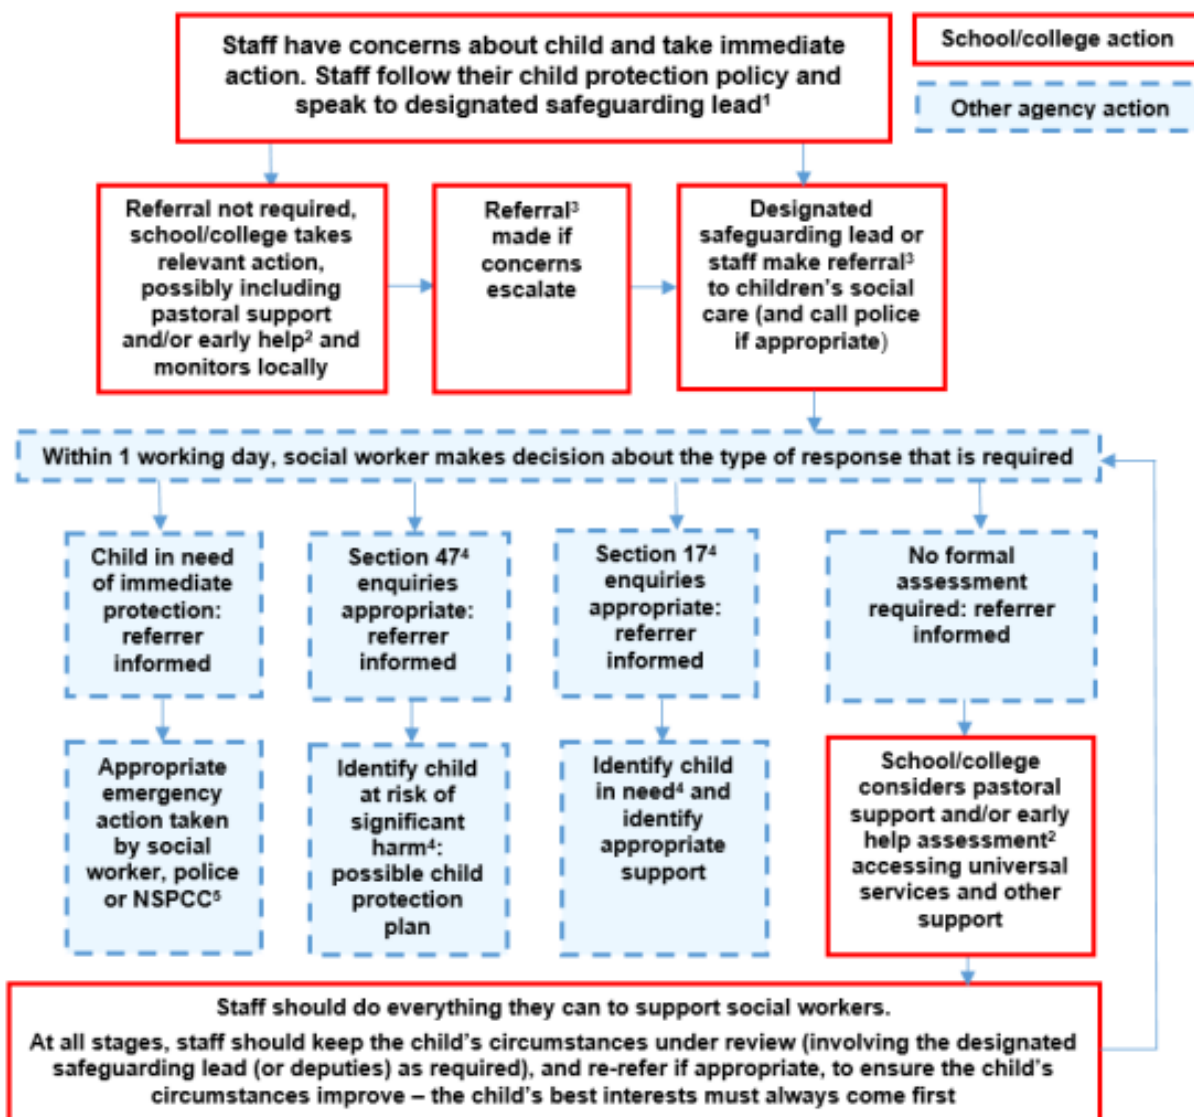 Staff have concerns about child and take immediate
action. Staff follow their child protection policy and
speak to designated safeguarding lead¹
School/college action
Other agency action
Referral not required,
school/college takes
relevant action,
possibly including
pastoral support
and/or early help² and
monitors locally
Referral³
made if
concerns
escalate
Designated
safeguarding lead or
staff make referral³
to children's social
care (and call police
if appropriate)
Within 1 working day, social worker makes decision about the type of response that is required
Child in need
of immediate
protection:
referrer
informed
Section 47⁴
enquiries
appropriate:
referrer
informed
Section 17⁴
enquiries
appropriate:
referrer
informed
No formal
assessment
required: referrer
informed
Appropriate
emergency
action taken
by social
worker, police
or NSPCC⁵
Identify child
at risk of
significant
harm⁴:
possible child
protection
plan
Identify child
in need⁴ and
identify
appropriate
support
School/college
considers pastoral
support and/or early
help assessment²
accessing universal
services and other
support
Staff should do everything they can to support social workers.
At all stages, staff should keep the child's circumstances under review (involving the designated
safeguarding lead (or deputies) as required), and re-refer if appropriate, to ensure the child's
circumstances improve – the child's best interests must always come first